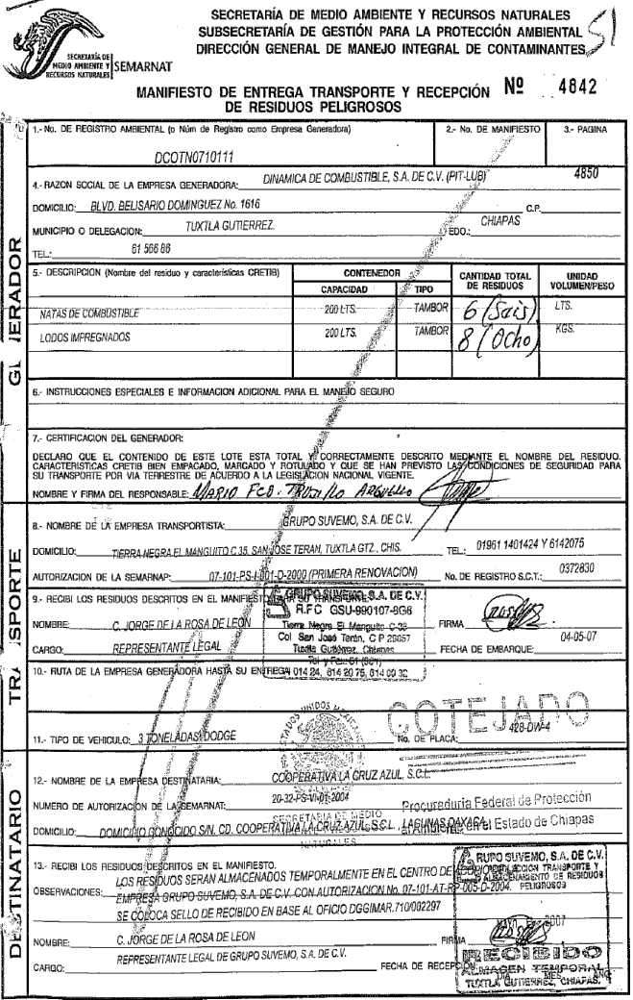 SECRETARÍA DE MEDIO AMBIENTE Y RECURSOS NATURALES
SUBSECRETARÍA DE GESTIÓN PARA LA PROTECCIÓN AMBIENTAL
DIRECCIÓN GENERAL DE MANEJO INTEGRAL DE CONTAMINANTES
51
SECRETARÍA DE
MEDIO AMBIENTE Y
RECURSOS NATURALES
SEMARNAT
MANIFIESTO DE ENTREGA TRANSPORTE Y RECEPCIÓN
DE RESIDUOS PELIGROSOS
Nº 4842
1.- No. DE REGISTRO AMBIENTAL (o Núm de Registro como Empresa Generadora)
2.- No. DE MANIFIESTO
3.- PAGINA
DCOTN0710111
4.- RAZON SOCIAL DE LA EMPRESA GENERADORA: DINAMICA DE COMBUSTIBLE, S.A. DE C.V. (PIT-LUB) 4850
DOMICILIO: BLVD. BELISARIO DOMINGUEZ No. 1616 C.P.
MUNICIPIO O DELEGACION: TUXTLA GUTIERREZ. EDO.: CHIAPAS
TEL.: 61 566 86
GENERADOR
5.- DESCRIPCION (Nombre del residuo y características CRETIB)
CONTENEDOR
CAPACIDAD TIPO
CANTIDAD TOTAL
DE RESIDUOS
UNIDAD
VOLUMEN/PESO
NATAS DE COMBUSTIBLE 200 LTS. TAMBOR 6 (Sais) LTS.
LODOS IMPREGNADOS 200 LTS. TAMBOR 8 (Ocho) KGS.
6.- INSTRUCCIONES ESPECIALES E INFORMACION ADICIONAL PARA EL MANEJO SEGURO
7.- CERTIFICACION DEL GENERADOR:
DECLARO QUE EL CONTENIDO DE ESTE LOTE ESTA TOTAL Y CORRECTAMENTE DESCRITO MEDIANTE EL NOMBRE DEL RESIDUO.
CARACTERISTICAS CRETIB BIEN EMPACADO, MARCADO Y ROTULADO Y QUE SE HAN PREVISTO LAS CONDICIONES DE SEGURIDAD PARA
SU TRANSPORTE POR VIA TERRESTRE DE ACUERDO A LA LEGISLACION NACIONAL VIGENTE.
NOMBRE Y FIRMA DEL RESPONSABLE: MARIO FCO. TRUJILLO ARGUELLO
TRANSPORTE
8.- NOMBRE DE LA EMPRESA TRANSPORTISTA: GRUPO SUVEMO, S.A. DE C.V.
DOMICILIO: TIERRA NEGRA EL MANGUITO C 35, SAN JOSE TERAN, TUXTLA GTZ., CHIS. TEL.: 01961 1401424 Y 6142075
AUTORIZACION DE LA SEMARNAP: 07-101-PS-I-001-D-2000 (PRIMERA RENOVACION) No. DE REGISTRO S.C.T.: 0372830
9.- RECIBI LOS RESIDUOS DESCRITOS EN EL MANIFIESTO PARA SU TRANSPORTE.
NOMBRE: C. JORGE DE LA ROSA DE LEON FIRMA
CARGO: REPRESENTANTE LEGAL FECHA DE EMBARQUE: 04-05-07
GRUPO SUVEMO, S.A. DE C.V.
R.F.C GSU-990107-8G6
Tierra Negra El Manguito C-35
Col San José Terán, C P 29057
Tuxtla Gutiérrez, Chiapas
10.- RUTA DE LA EMPRESA GENERADORA HASTA SU ENTREGA
ESTADOS UNIDOS MEXICANOS
COTEJADO
11.- TIPO DE VEHICULO: 3 TONELADAS DODGE No. DE PLACA: 428-DW-4
DESTINATARIO
12.- NOMBRE DE LA EMPRESA DESTINATARIA: COOPERATIVA LA CRUZ AZUL, S.C.L.
NUMERO DE AUTORIZACION DE LA SEMARNAT: 20-32-PS-VI-01-2004
Procuraduría Federal de Protección
SECRETARIA DE MEDIO
DOMICILIO: DOMICILIO CONOCIDO S/N. CD. COOPERATIVA LA CRUZ AZUL, S.C.L., LAGUNAS OAXACA
al Ambiente en el Estado de Chiapas
NATURALES
13.- RECIBI LOS RESIDUOS DESCRITOS EN EL MANIFIESTO.
OBSERVACIONES: LOS RESIDUOS SERAN ALMACENADOS TEMPORALMENTE EN EL CENTRO DE ACOPIO
EMPRESA GRUPO SUVEMO, S.A. DE C.V. CON AUTORIZACION No. 07-101-AT-RP-005-D-2004.
SE COLOCA SELLO DE RECIBIDO EN BASE AL OFICIO DGGIMAR.710/002297
GRUPO SUVEMO, S.A. DE C.V.
RECOLECCION TRANSPORTE Y
ALMACENAMIENTO DE RESIDUOS
PELIGROSOS
2007
RECIBIDO
ALMACEN TEMPORAL
TUXTLA GUTIERREZ, CHIAPAS.
NOMBRE: C. JORGE DE LA ROSA DE LEON FIRMA
CARGO: REPRESENTANTE LEGAL DE GRUPO SUVEMO, S.A. DE C.V. FECHA DE RECEPCION: DIA MES AÑO